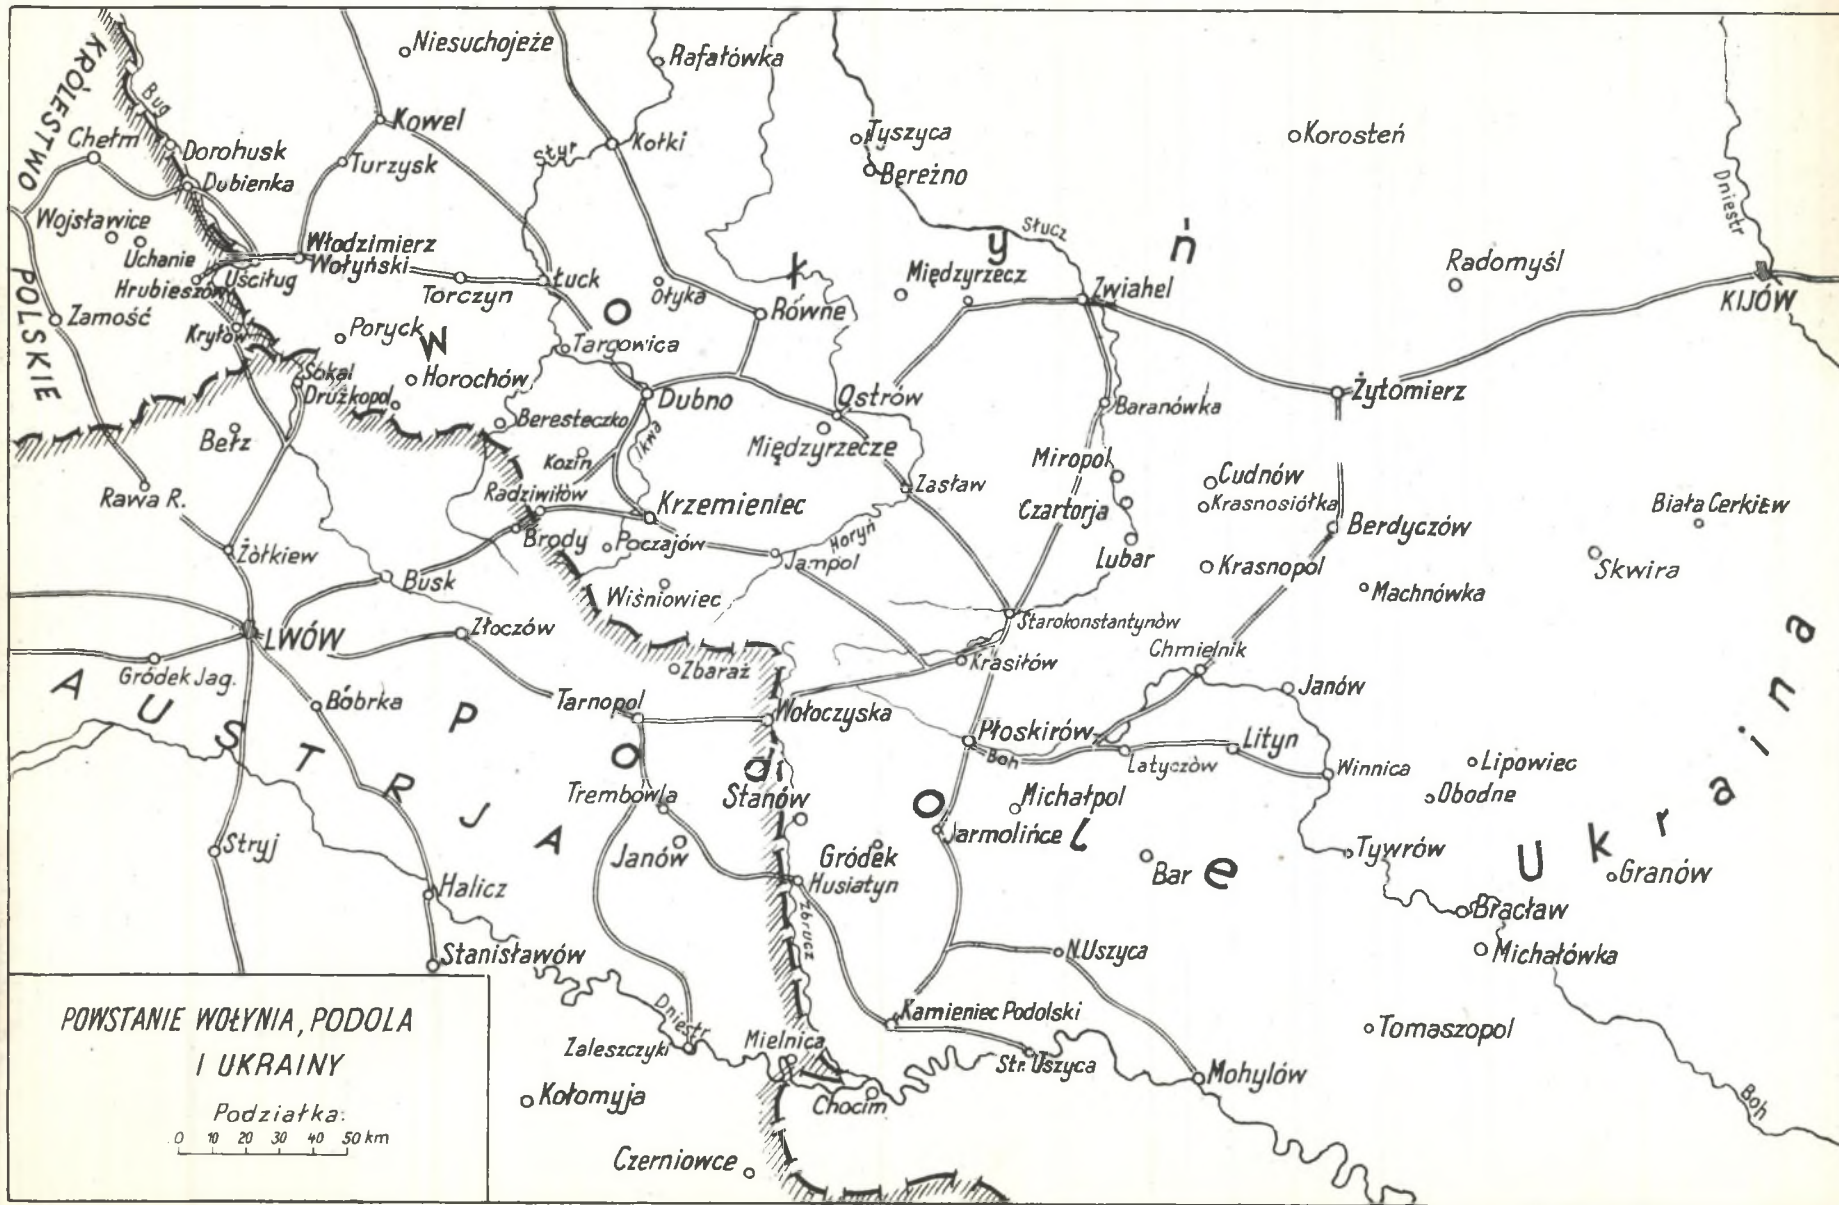 KRÓLESTWO
POLSKIE
Bug
Niesuchojeże
Rafałówka
Chełm
Dorohusk
Dubienka
Kowel
Turzysk
Styr
Kołki
Tyszyca
Bereźno
Korosteń
Dniestr
Wojsławice
Uchanie
Hrubieszów
Uściług
Włodzimierz
Wołyński
Torczyn
Łuck
Ołyka
Równe
Międzyrzecz
Słucz
Zwiahel
Radomyśl
KIJÓW
Zamość
Kryłów
Poryck
W o ł y ń
Horochów
Targowica
Sokal
Drużkopol
Bełz
Beresteczko
Dubno
Ikwa
Ostrów
Międzyrzecze
Baranówka
Żytomierz
Kozin
Radziwiłów
Krzemieniec
Zasław
Miropol
Czartorja
Lubar
Cudnów
Krasnosiółka
Krasnopol
Berdyczów
Machnówka
Biała Cerkiew
Skwira
Rawa R.
Żółkiew
Brody
Poczajów
Jampol
Horyń
Busk
Wiśniowiec
Starokonstantynów
LWÓW
Złoczów
Zbaraż
Krasiłów
Chmielnik
Janów
Gródek Jag.
Bóbrka
AUSTRJA
Tarnopol
Wołoczyska
Płoskirów
Boh
Latyczów
Lityn
Winnica
Lipowiec
Obodne
P o d o l e
Trembowla
Stanów
Michałpol
Jarmolińce
Janów
Gródek
Husiatyn
Bar
Tywrów
Ukraina
Granów
Stryj
Halicz
Zbrucz
Bracław
Michałówka
Stanisławów
N. Uszyca
Kamieniec Podolski
Tomaszopol
Dniestr
Zaleszczyki
Mielnica
Str. Uszyca
Mohylów
Chocim
Kołomyja
Czerniowce
Boh
POWSTANIE WOŁYNIA, PODOLA
I UKRAINY
Podziałka:
0 10 20 30 40 50 km